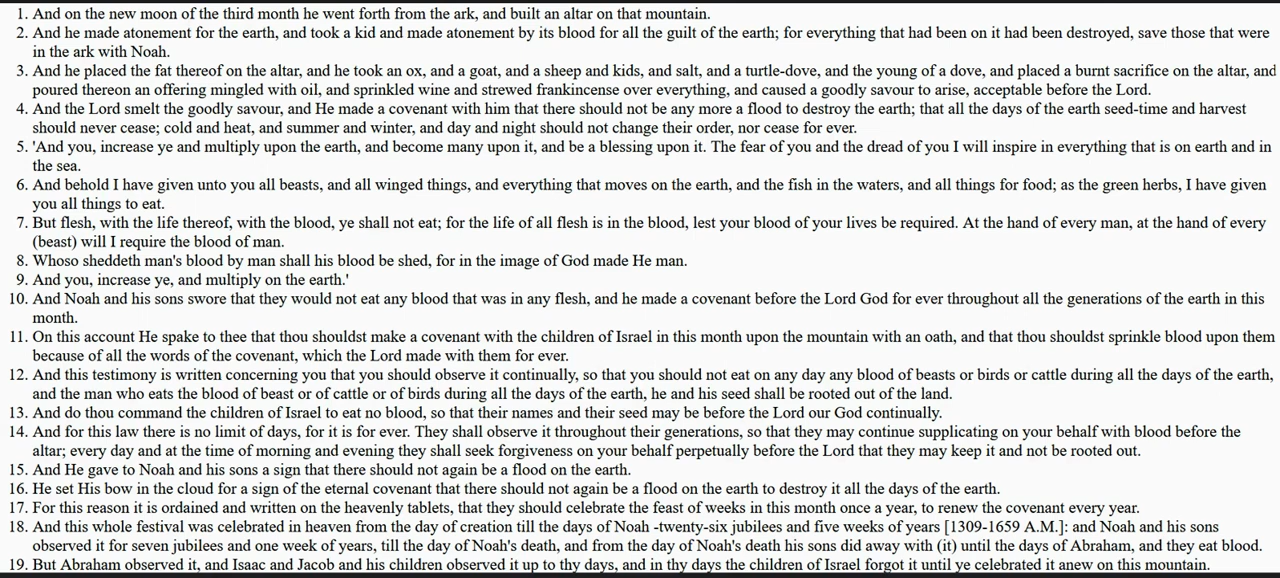 1. And on the new moon of the third month he went forth from the ark, and built an altar on that mountain.
2. And he made atonement for the earth, and took a kid and made atonement by its blood for all the guilt of the earth; for everything that had been on it had been destroyed, save those that were
in the ark with Noah.
3. And he placed the fat thereof on the altar, and he took an ox, and a goat, and a sheep and kids, and salt, and a turtle-dove, and the young of a dove, and placed a burnt sacrifice on the altar, and
poured thereon an offering mingled with oil, and sprinkled wine and strewed frankincense over everything, and caused a goodly savour to arise, acceptable before the Lord.
4. And the Lord smelt the goodly savour, and He made a covenant with him that there should not be any more a flood to destroy the earth; that all the days of the earth seed-time and harvest
should never cease; cold and heat, and summer and winter, and day and night should not change their order, nor cease for ever.
5. 'And you, increase ye and multiply upon the earth, and become many upon it, and be a blessing upon it. The fear of you and the dread of you I will inspire in everything that is on earth and in
the sea.
6. And behold I have given unto you all beasts, and all winged things, and everything that moves on the earth, and the fish in the waters, and all things for food; as the green herbs, I have given
you all things to eat.
7. But flesh, with the life thereof, with the blood, ye shall not eat; for the life of all flesh is in the blood, lest your blood of your lives be required. At the hand of every man, at the hand of every
(beast) will I require the blood of man.
8. Whoso sheddeth man's blood by man shall his blood be shed, for in the image of God made He man.
9. And you, increase ye, and multiply on the earth.'
10. And Noah and his sons swore that they would not eat any blood that was in any flesh, and he made a covenant before the Lord God for ever throughout all the generations of the earth in this
month.
11. On this account He spake to thee that thou shouldst make a covenant with the children of Israel in this month upon the mountain with an oath, and that thou shouldst sprinkle blood upon them
because of all the words of the covenant, which the Lord made with them for ever.
12. And this testimony is written concerning you that you should observe it continually, so that you should not eat on any day any blood of beasts or birds or cattle during all the days of the earth,
and the man who eats the blood of beast or of cattle or of birds during all the days of the earth, he and his seed shall be rooted out of the land.
13. And do thou command the children of Israel to eat no blood, so that their names and their seed may be before the Lord our God continually.
14. And for this law there is no limit of days, for it is for ever. They shall observe it throughout their generations, so that they may continue supplicating on your behalf with blood before the
altar; every day and at the time of morning and evening they shall seek forgiveness on your behalf perpetually before the Lord that they may keep it and not be rooted out.
15. And He gave to Noah and his sons a sign that there should not again be a flood on the earth.
16. He set His bow in the cloud for a sign of the eternal covenant that there should not again be a flood on the earth to destroy it all the days of the earth.
17. For this reason it is ordained and written on the heavenly tablets, that they should celebrate the feast of weeks in this month once a year, to renew the covenant every year.
18. And this whole festival was celebrated in heaven from the day of creation till the days of Noah -twenty-six jubilees and five weeks of years [1309-1659 A.M.]: and Noah and his sons
observed it for seven jubilees and one week of years, till the day of Noah's death, and from the day of Noah's death his sons did away with (it) until the days of Abraham, and they eat blood.
19. But Abraham observed it, and Isaac and Jacob and his children observed it up to thy days, and in thy days the children of Israel forgot it until ye celebrated it anew on this mountain.